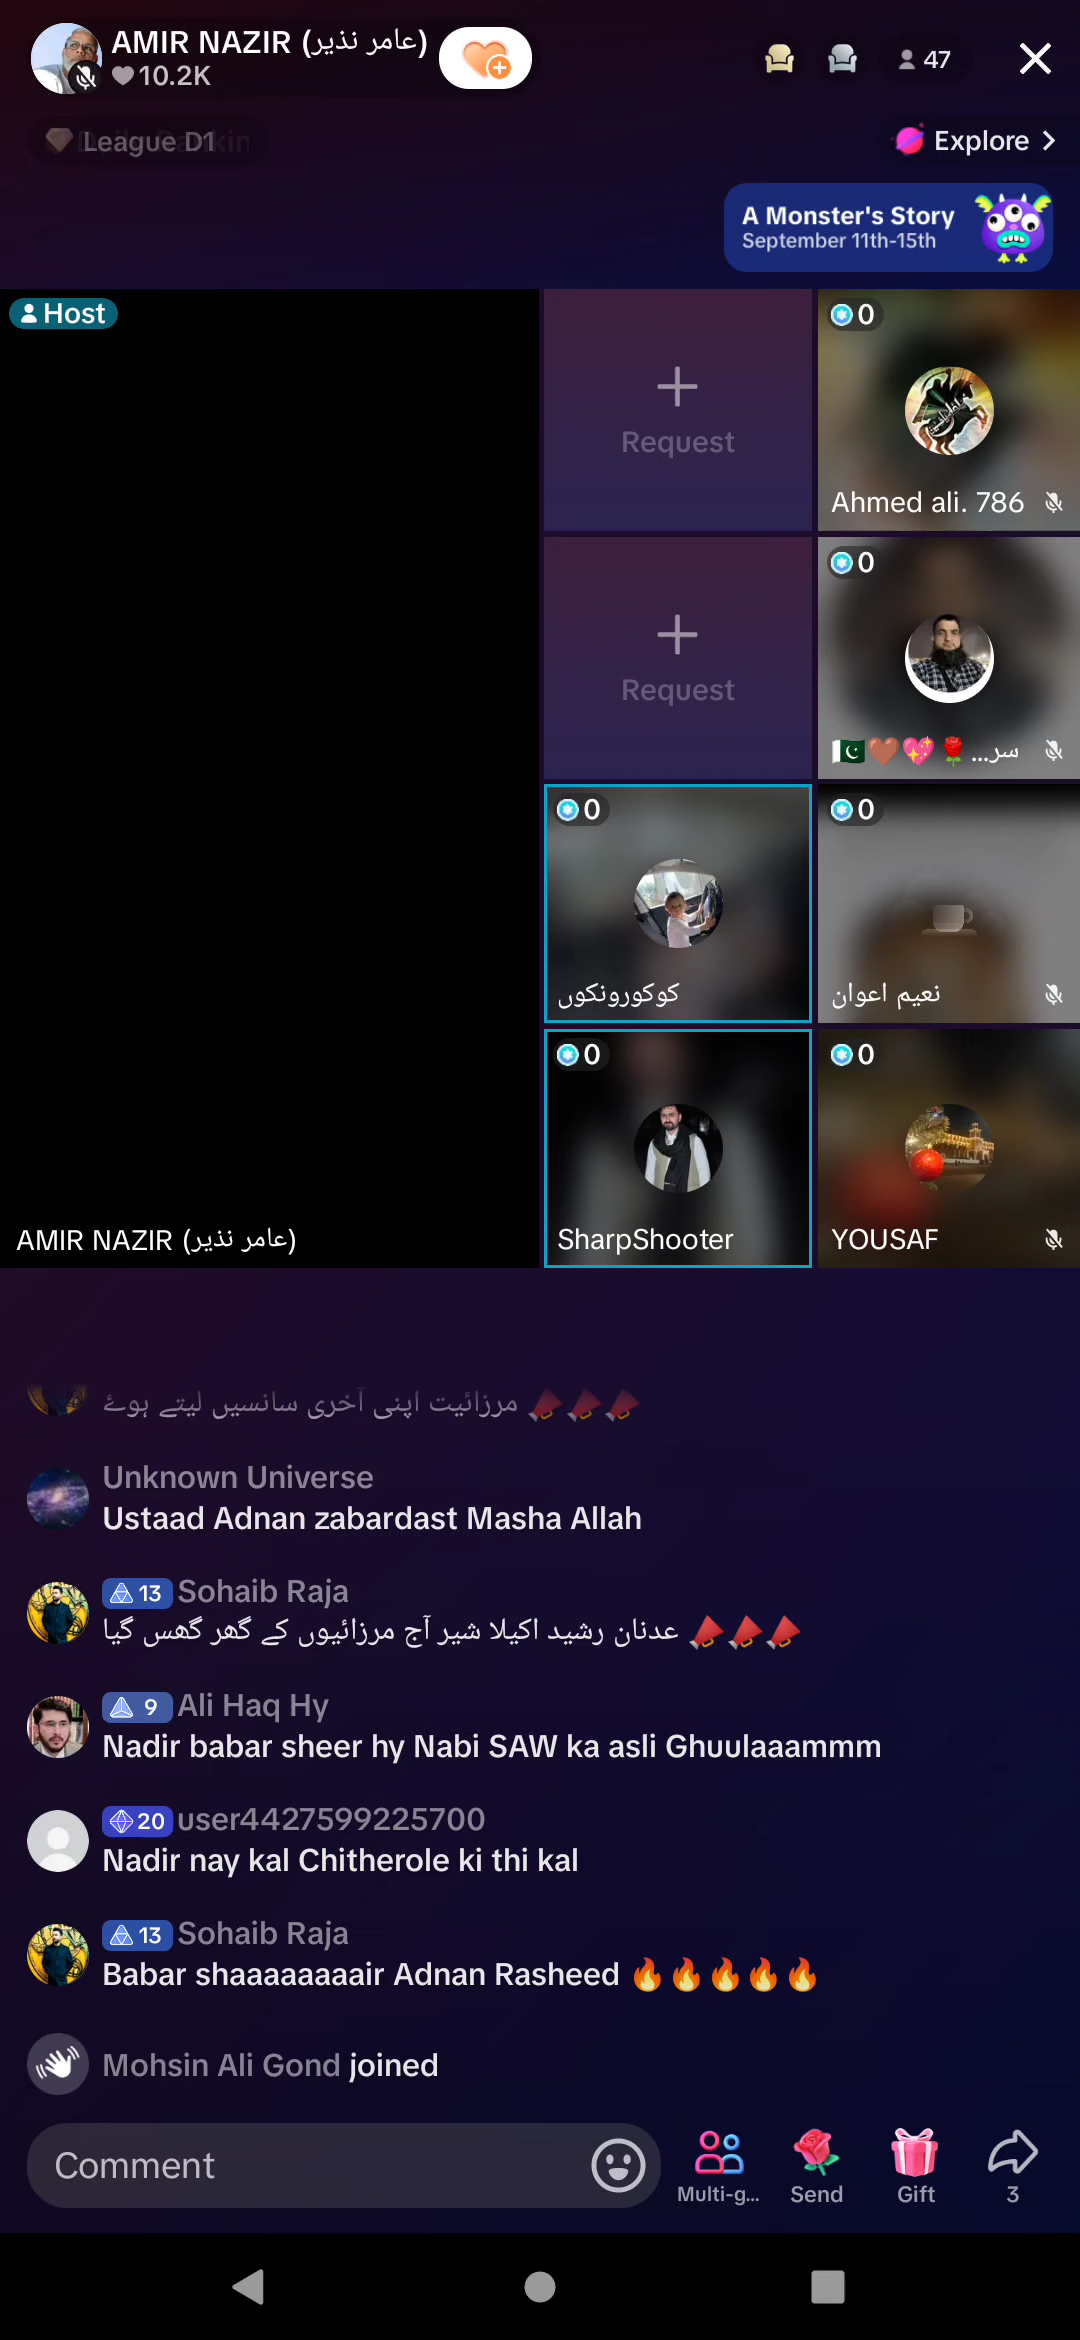 AMIR NAZIR (عامر نذیر)
10.2K
47
League D1
Explore
A Monster's Story
September 11th-15th
Host
Request
0
Ahmed ali. 786
Request
0
سر...
0
کوکورونکوں
0
نعیم اعوان
AMIR NAZIR (عامر نذیر)
0
SharpShooter
0
YOUSAF
مرزائیت اپنی آخری سانسیں لیتے ہوۓ
Unknown Universe
Ustaad Adnan zabardast Masha Allah
13 Sohaib Raja
عدنان رشید اکیلا شیر آج مرزائیوں کے گھر گھس گیا
9 Ali Haq Hy
Nadir babar sheer hy Nabi SAW ka asli Ghuulaaammm
20 user4427599225700
Nadir nay kal Chitherole ki thi kal
13 Sohaib Raja
Babar shaaaaaaaair Adnan Rasheed 🔥🔥🔥🔥🔥
Mohsin Ali Gond joined
Comment
Multi-g...
Send
Gift
3